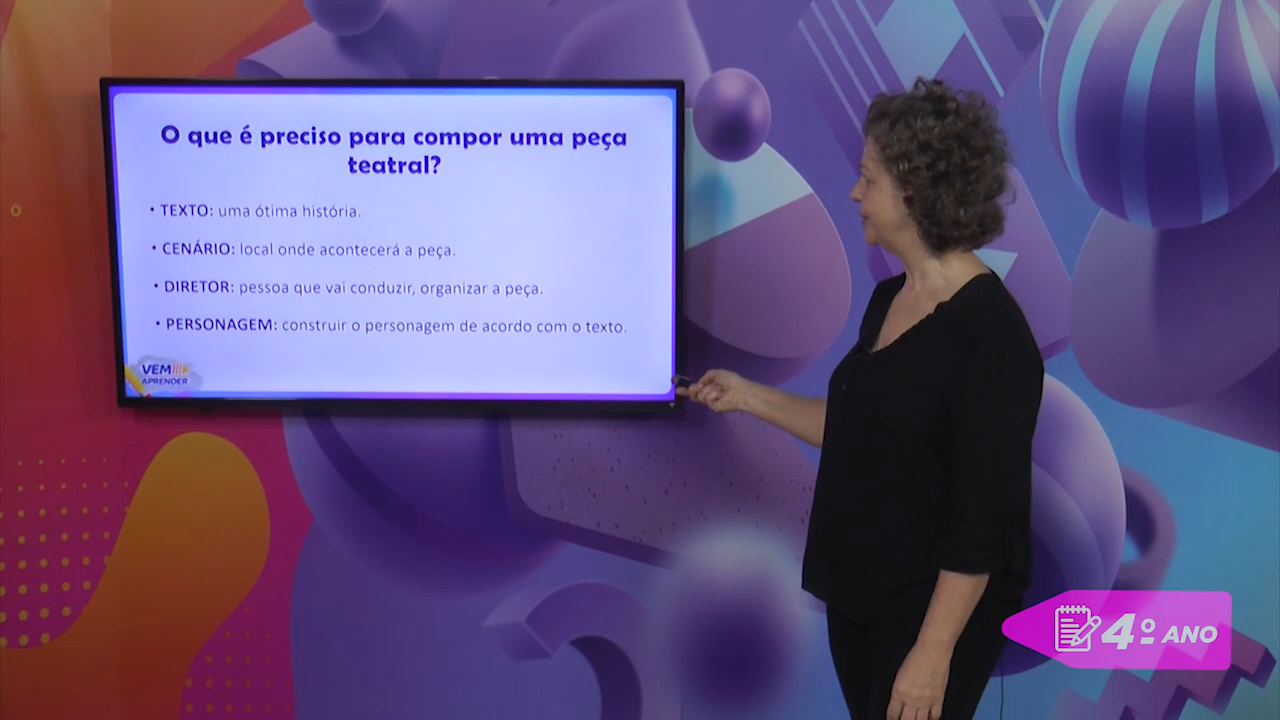 O que é preciso para compor uma peça
teatral?
• TEXTO: uma ótima história.
• CENÁRIO: local onde acontecerá a peça.
• DIRETOR: pessoa que vai conduzir, organizar a peça.
• PERSONAGEM: construir o personagem de acordo com o texto.
VEM
APRENDER
4º ANO